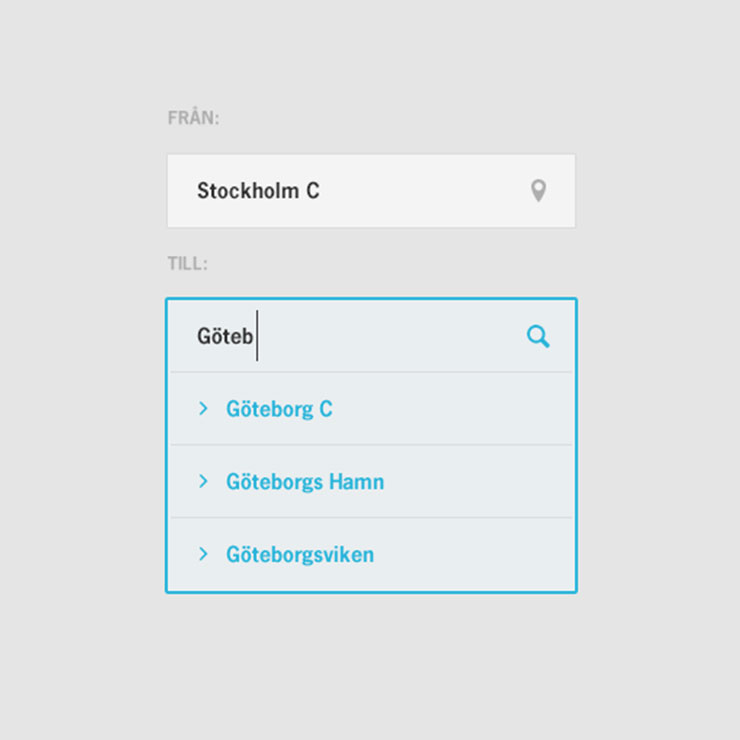 FRÅN:
Stockholm C
TILL:
Göteb
Göteborg C
Göteborgs Hamn
Göteborgsviken